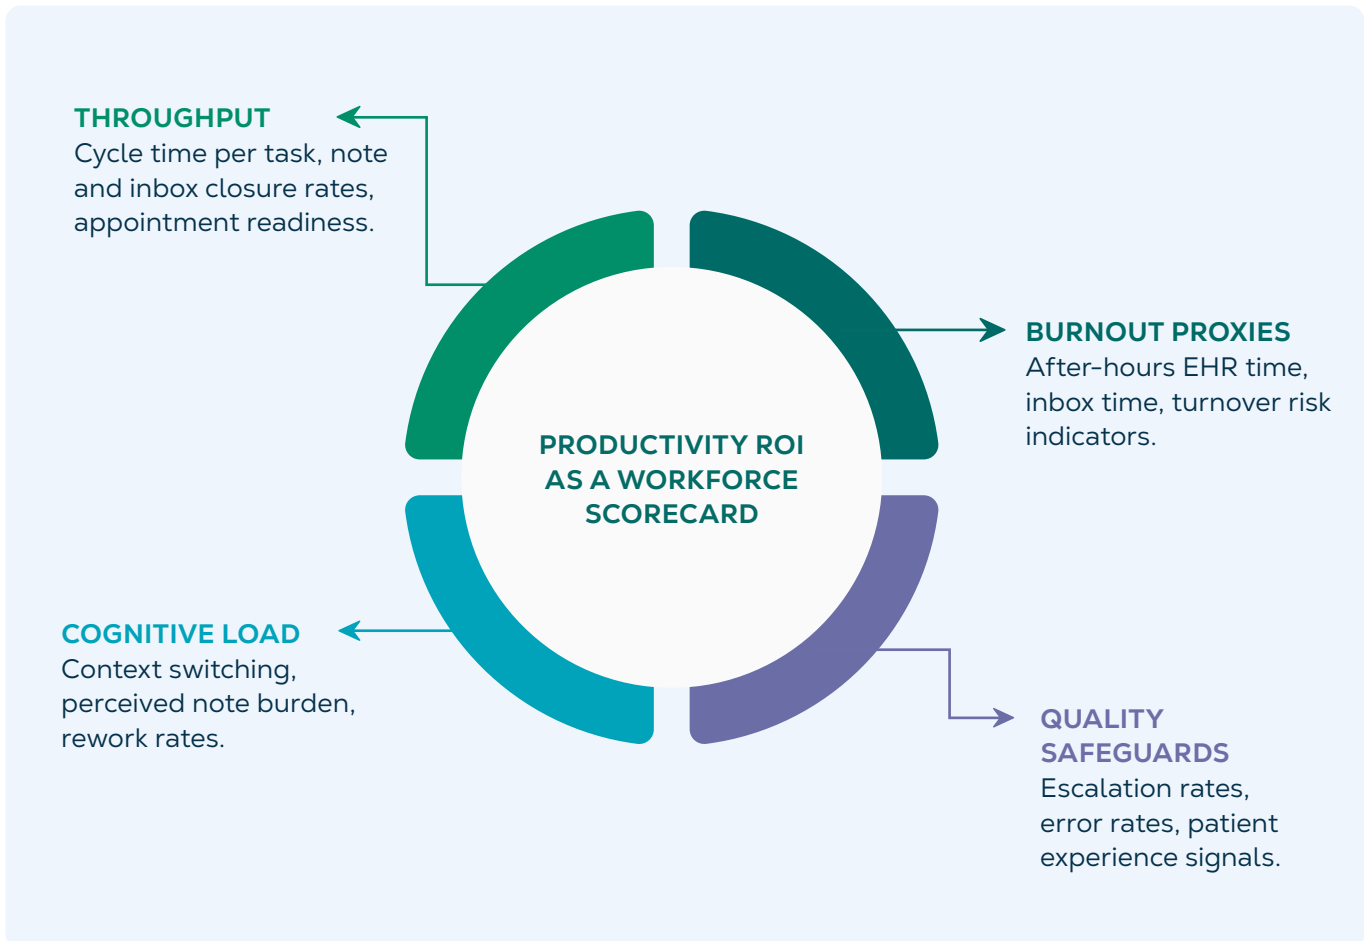 THROUGHPUT
Cycle time per task, note
and inbox closure rates,
appointment readiness.
BURNOUT PROXIES
After-hours EHR time,
inbox time, turnover risk
indicators.
PRODUCTIVITY ROI
AS A WORKFORCE
SCORECARD
COGNITIVE LOAD
Context switching,
perceived note burden,
rework rates.
QUALITY
SAFEGUARDS
Escalation rates,
error rates, patient
experience signals.